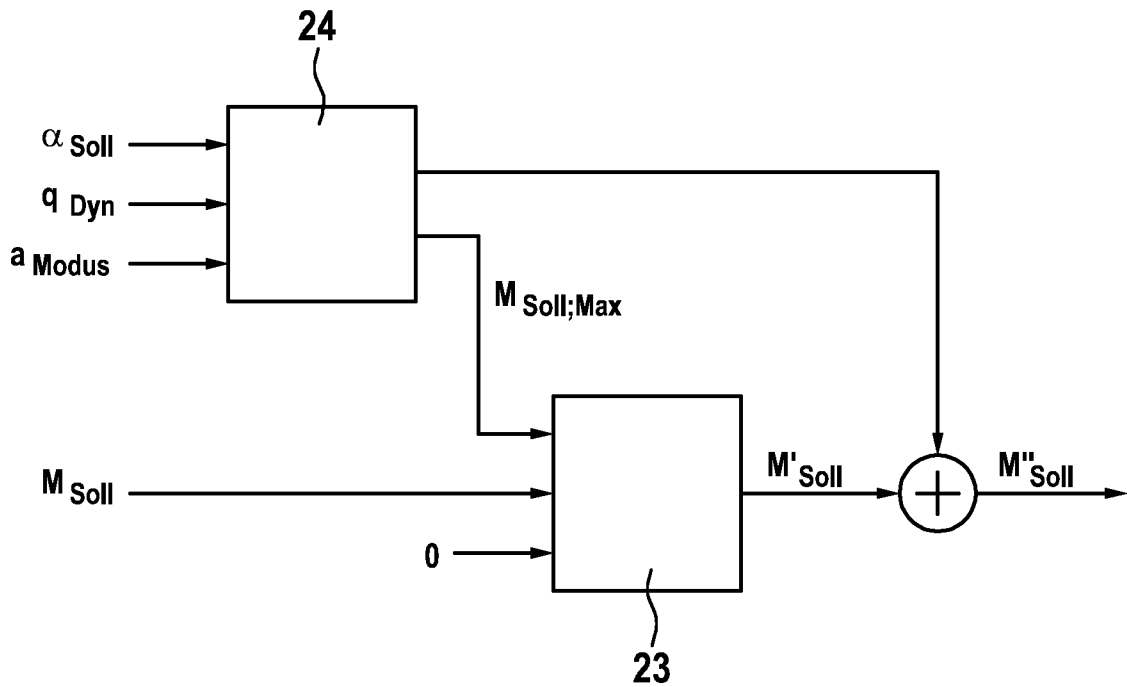 24
α Soll
q Dyn
a Modus
M Soll;Max
M Soll
M' Soll
M'' Soll
0
23